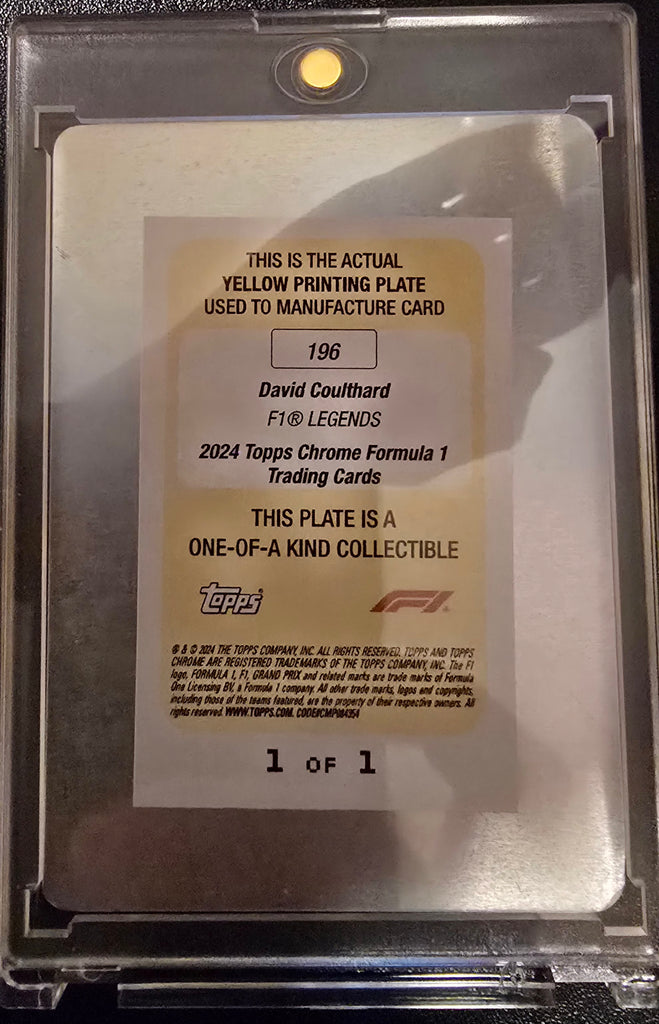 THIS IS THE ACTUAL
YELLOW PRINTING PLATE
USED TO MANUFACTURE CARD
196
David Coulthard
F1® LEGENDS
2024 Topps Chrome Formula 1
Trading Cards
THIS PLATE IS A
ONE-OF-A KIND COLLECTIBLE
topps® F1®
® & © 2024 THE TOPPS COMPANY, INC. ALL RIGHTS RESERVED. TOPPS AND TOPPS
CHROME ARE REGISTERED TRADEMARKS OF THE TOPPS COMPANY, INC. The F1
logo, FORMULA 1, F1, GRAND PRIX and related marks are trade marks of Formula
One Licensing BV, a Formula 1 company. All other trade marks, logos and copyrights,
including those of the teams featured, are the property of their respective owners. All
rights reserved. WWW.TOPPS.COM. CODE#CMP084354
1 OF 1